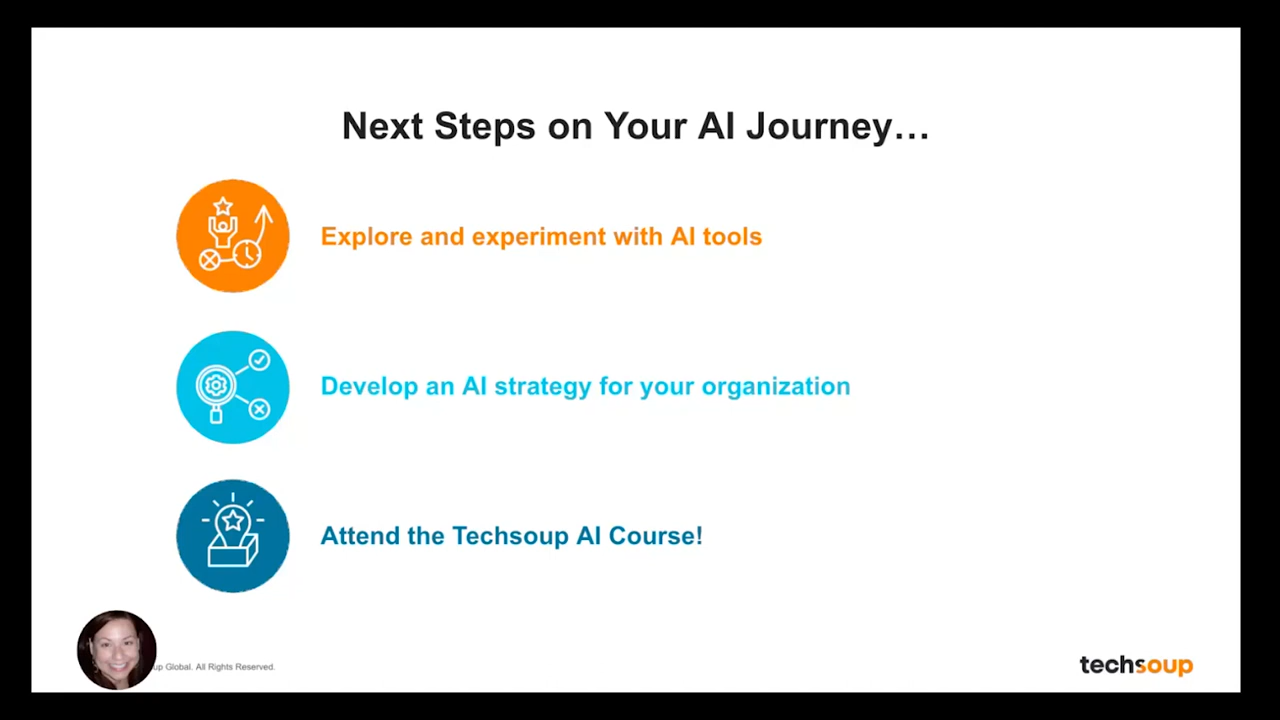 Next Steps on Your AI Journey…
Explore and experiment with AI tools
Develop an AI strategy for your organization
Attend the Techsoup AI Course!
Global. All Rights Reserved.
techsoup